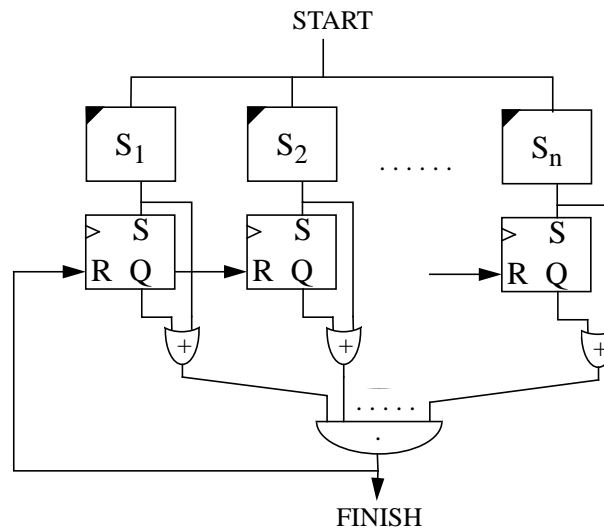 START
S1 S2 . . . . . . Sn
> S > S > S
R Q R Q R Q
+ + +
. . . . .
.
FINISH